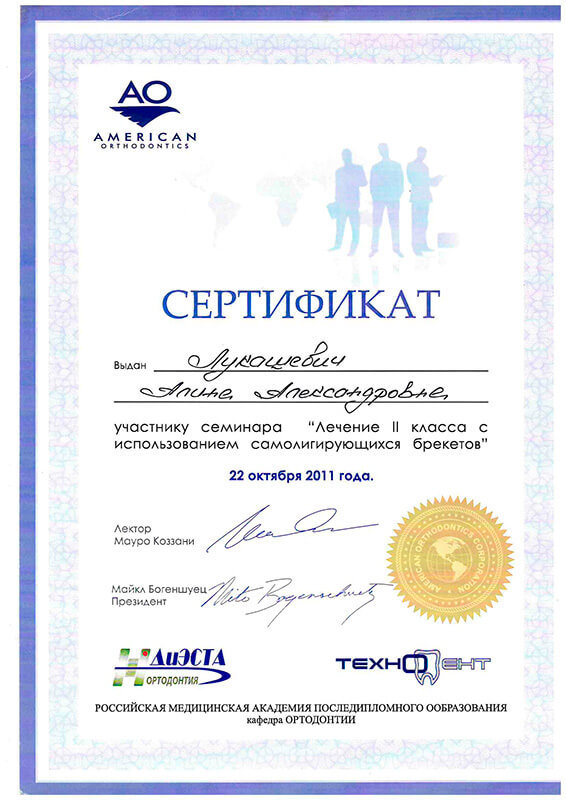 AO
AMERICAN
ORTHODONTICS
СЕРТИФИКАТ
Выдан Лукашевич
Алине Александровне
участнику семинара “Лечение II класса с
использованием самолигирующихся брекетов”
22 октября 2011 года.
Лектор
Мауро Коззани
Майкл Богеншуец
Президент
AMERICAN ORTHODONTICS CORPORATION
ДиЭСТА
ОРТОДОНТИЯ
ТЕХНОДЕНТ
РОССИЙСКАЯ МЕДИЦИНСКАЯ АКАДЕМИЯ ПОСЛЕДИПЛОМНОГО ООБРАЗОВАНИЯ
кафедра ОРТОДОНТИИ